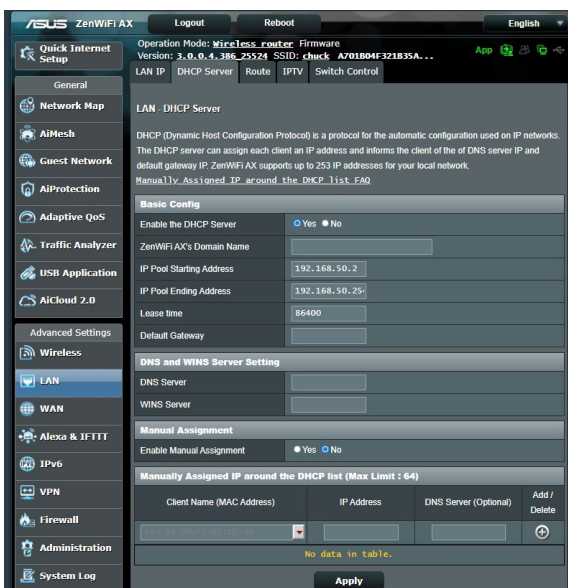 ASUS ZenWiFi AX Logout Reboot English
Quick Internet Setup
Operation Mode: Wireless router Firmware
Version: 3.0.0.4.386_25524 SSID: chuck A701B04F321B35A... App
LAN IP DHCP Server Route IPTV Switch Control
General
Network Map
AiMesh
Guest Network
AiProtection
Adaptive QoS
Traffic Analyzer
USB Application
AiCloud 2.0
Advanced Settings
Wireless
LAN
WAN
Alexa & IFTTT
IPv6
VPN
Firewall
Administration
System Log
LAN - DHCP Server
DHCP (Dynamic Host Configuration Protocol) is a protocol for the automatic configuration used on IP networks.
The DHCP server can assign each client an IP address and informs the client of the of DNS server IP and
default gateway IP. ZenWiFi AX supports up to 253 IP addresses for your local network.
Manually Assigned IP around the DHCP list FAQ
Basic Config
Enable the DHCP Server Yes No
ZenWiFi AX's Domain Name
IP Pool Starting Address 192.168.50.2
IP Pool Ending Address 192.168.50.25
Lease time 86400
Default Gateway
DNS and WINS Server Setting
DNS Server
WINS Server
Manual Assignment
Enable Manual Assignment Yes No
Manually Assigned IP around the DHCP list (Max Limit : 64)
Client Name (MAC Address) IP Address DNS Server (Optional) Add / Delete
No data in table.
Apply